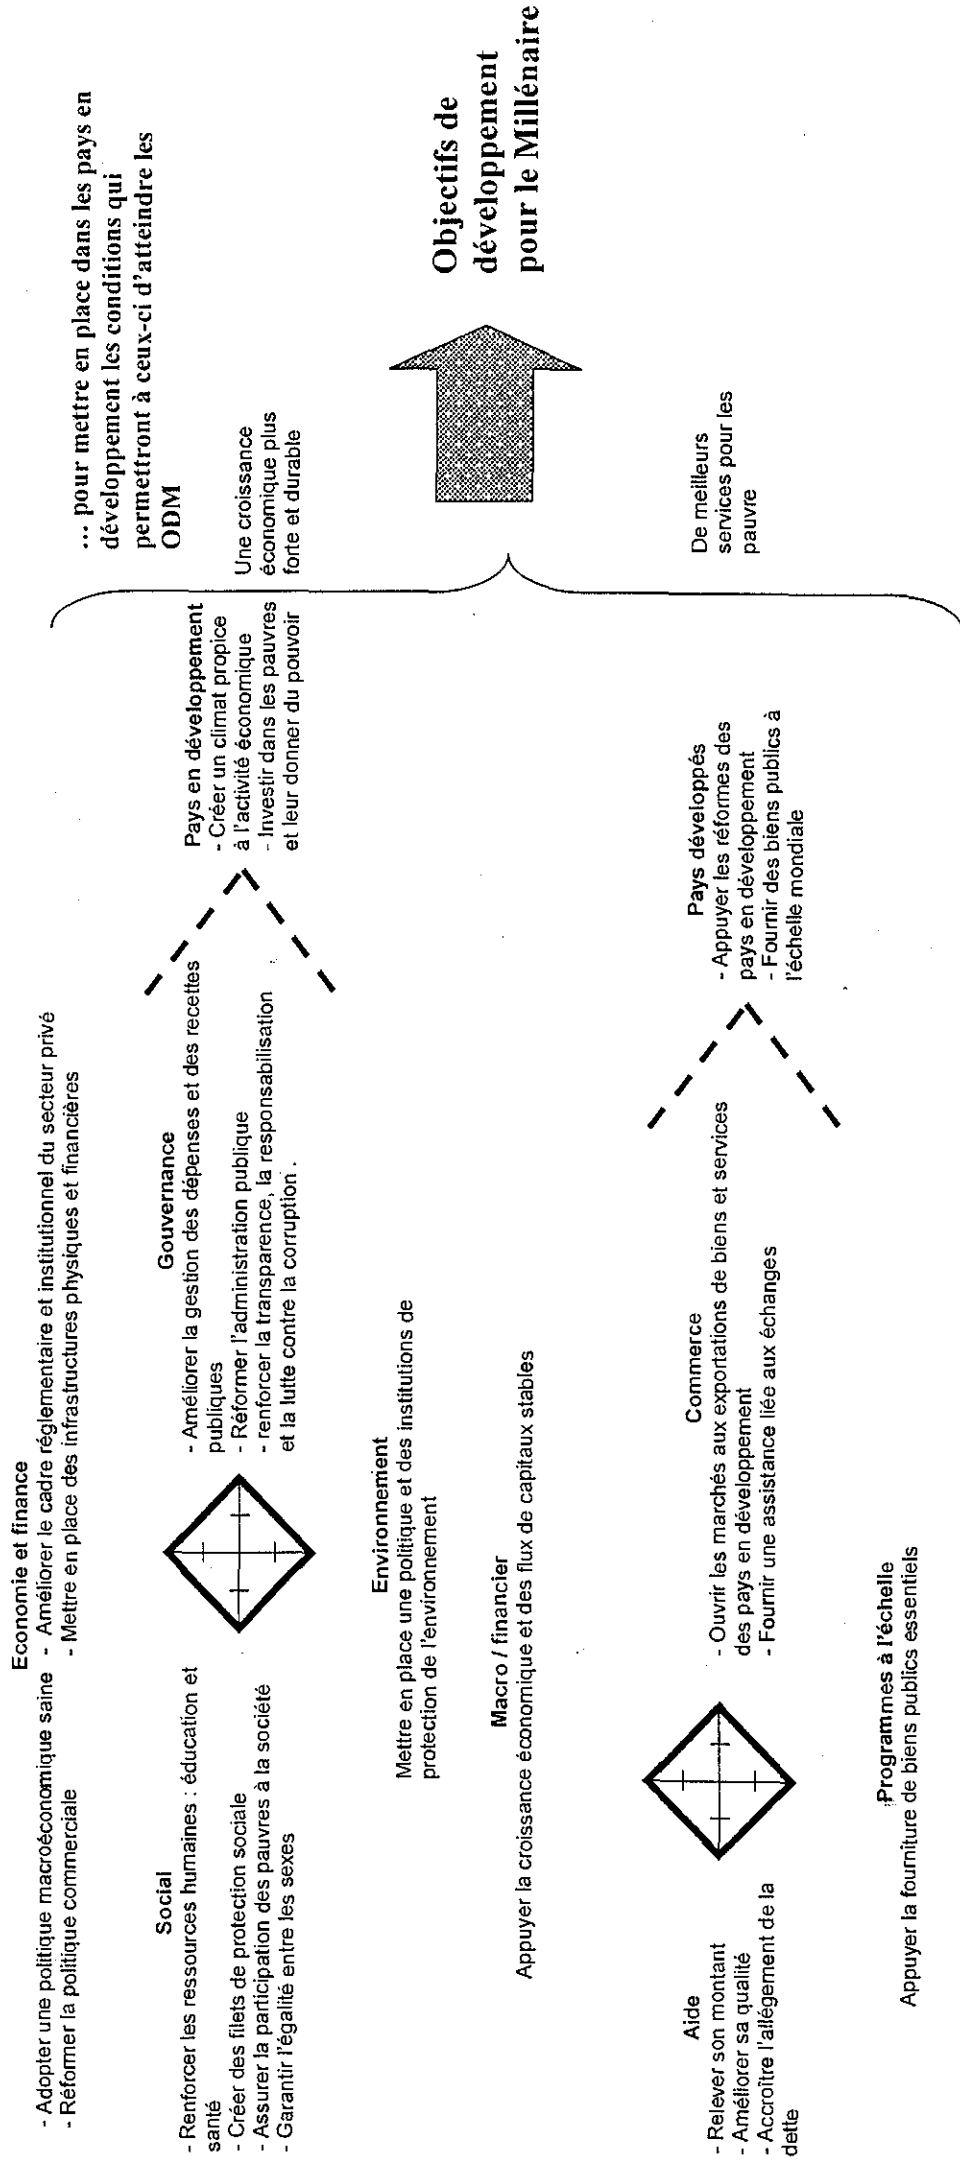 Economie et finance
- Adopter une politique macroéconomique saine
- Réformer la politique commerciale
- Améliorer le cadre réglementaire et institutionnel du secteur privé
- Mettre en place des infrastructures physiques et financières
... pour mettre en place dans les pays en
développement les conditions qui
permettront à ceux-ci d'atteindre les
ODM
Social
- Renforcer les ressources humaines : éducation et
santé
- Créer des filets de protection sociale
- Assurer la participation des pauvres à la société
- Garantir l'égalité entre les sexes
Gouvernance
- Améliorer la gestion des dépenses et des recettes
publiques
- Réformer l'administration publique
- renforcer la transparence, la responsabilisation
et la lutte contre la corruption .
Pays en développement
- Créer un climat propice
à l'activité économique
- Investir dans les pauvres
et leur donner du pouvoir
Une croissance
économique plus
forte et durable
Environnement
Mettre en place une politique et des institutions de
protection de l'environnement
Objectifs de
développement
pour le Millénaire
Macro / financier
Appuyer la croissance économique et des flux de capitaux stables
Aide
- Relever son montant
- Améliorer sa qualité
- Accroître l'allégement de la
dette
Commerce
- Ouvrir les marchés aux exportations de biens et services
des pays en développement
- Fournir une assistance liée aux échanges
Pays développés
- Appuyer les réformes des
pays en développement
- Fournir des biens publics à
l'échelle mondiale
De meilleurs
services pour les
pauvre
Programmes à l'échelle
Appuyer la fourniture de biens publics essentiels